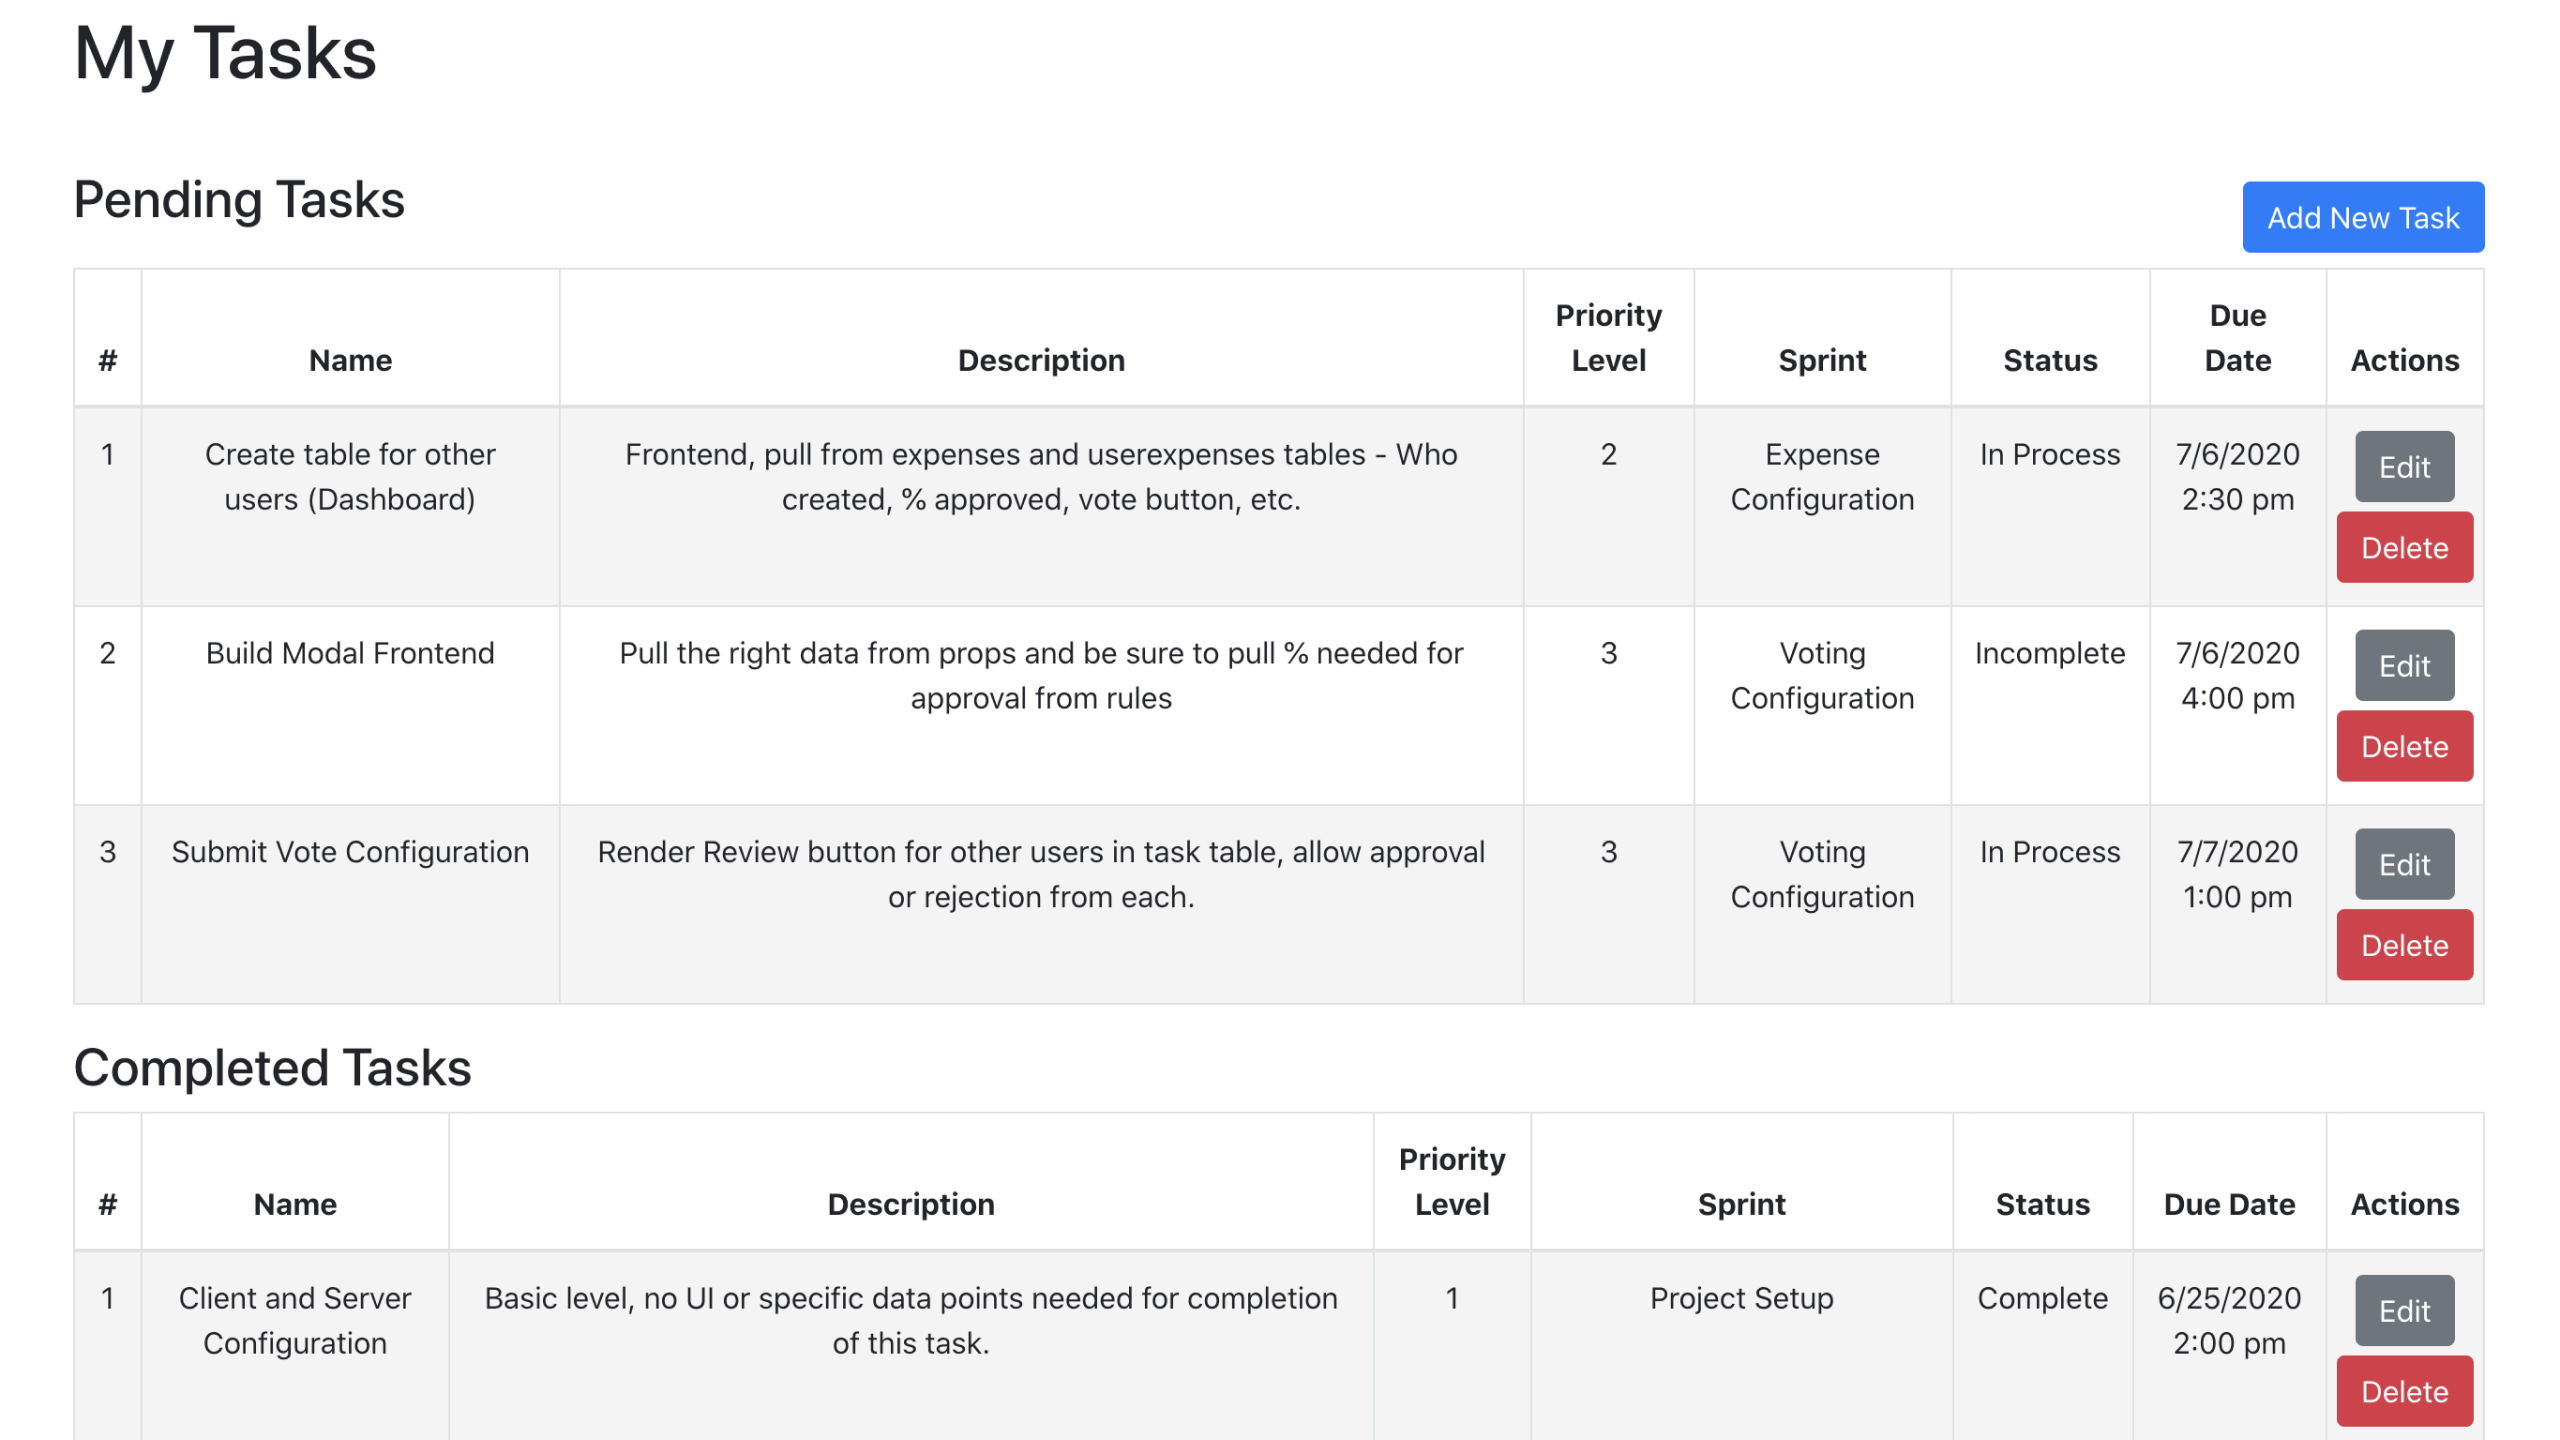 My Tasks
Pending Tasks
Add New Task
# Name Description Priority Level Sprint Status Due Date Actions
1 Create table for other users (Dashboard) Frontend, pull from expenses and userexpenses tables - Who created, % approved, vote button, etc. 2 Expense Configuration In Process 7/6/2020 2:30 pm Edit Delete
2 Build Modal Frontend Pull the right data from props and be sure to pull % needed for approval from rules 3 Voting Configuration Incomplete 7/6/2020 4:00 pm Edit Delete
3 Submit Vote Configuration Render Review button for other users in task table, allow approval or rejection from each. 3 Voting Configuration In Process 7/7/2020 1:00 pm Edit Delete
Completed Tasks
# Name Description Priority Level Sprint Status Due Date Actions
1 Client and Server Configuration Basic level, no UI or specific data points needed for completion of this task. 1 Project Setup Complete 6/25/2020 2:00 pm Edit Delete